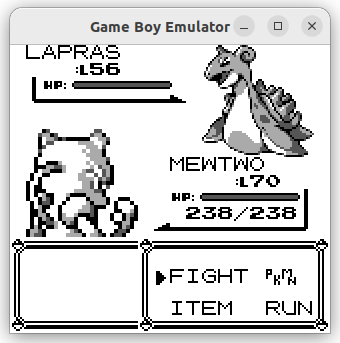 Game Boy Emulator
LAPRAS
:L56
HP:
MEWTWO
:L70
HP:
238/238
▶FIGHT PKMN
ITEM RUN